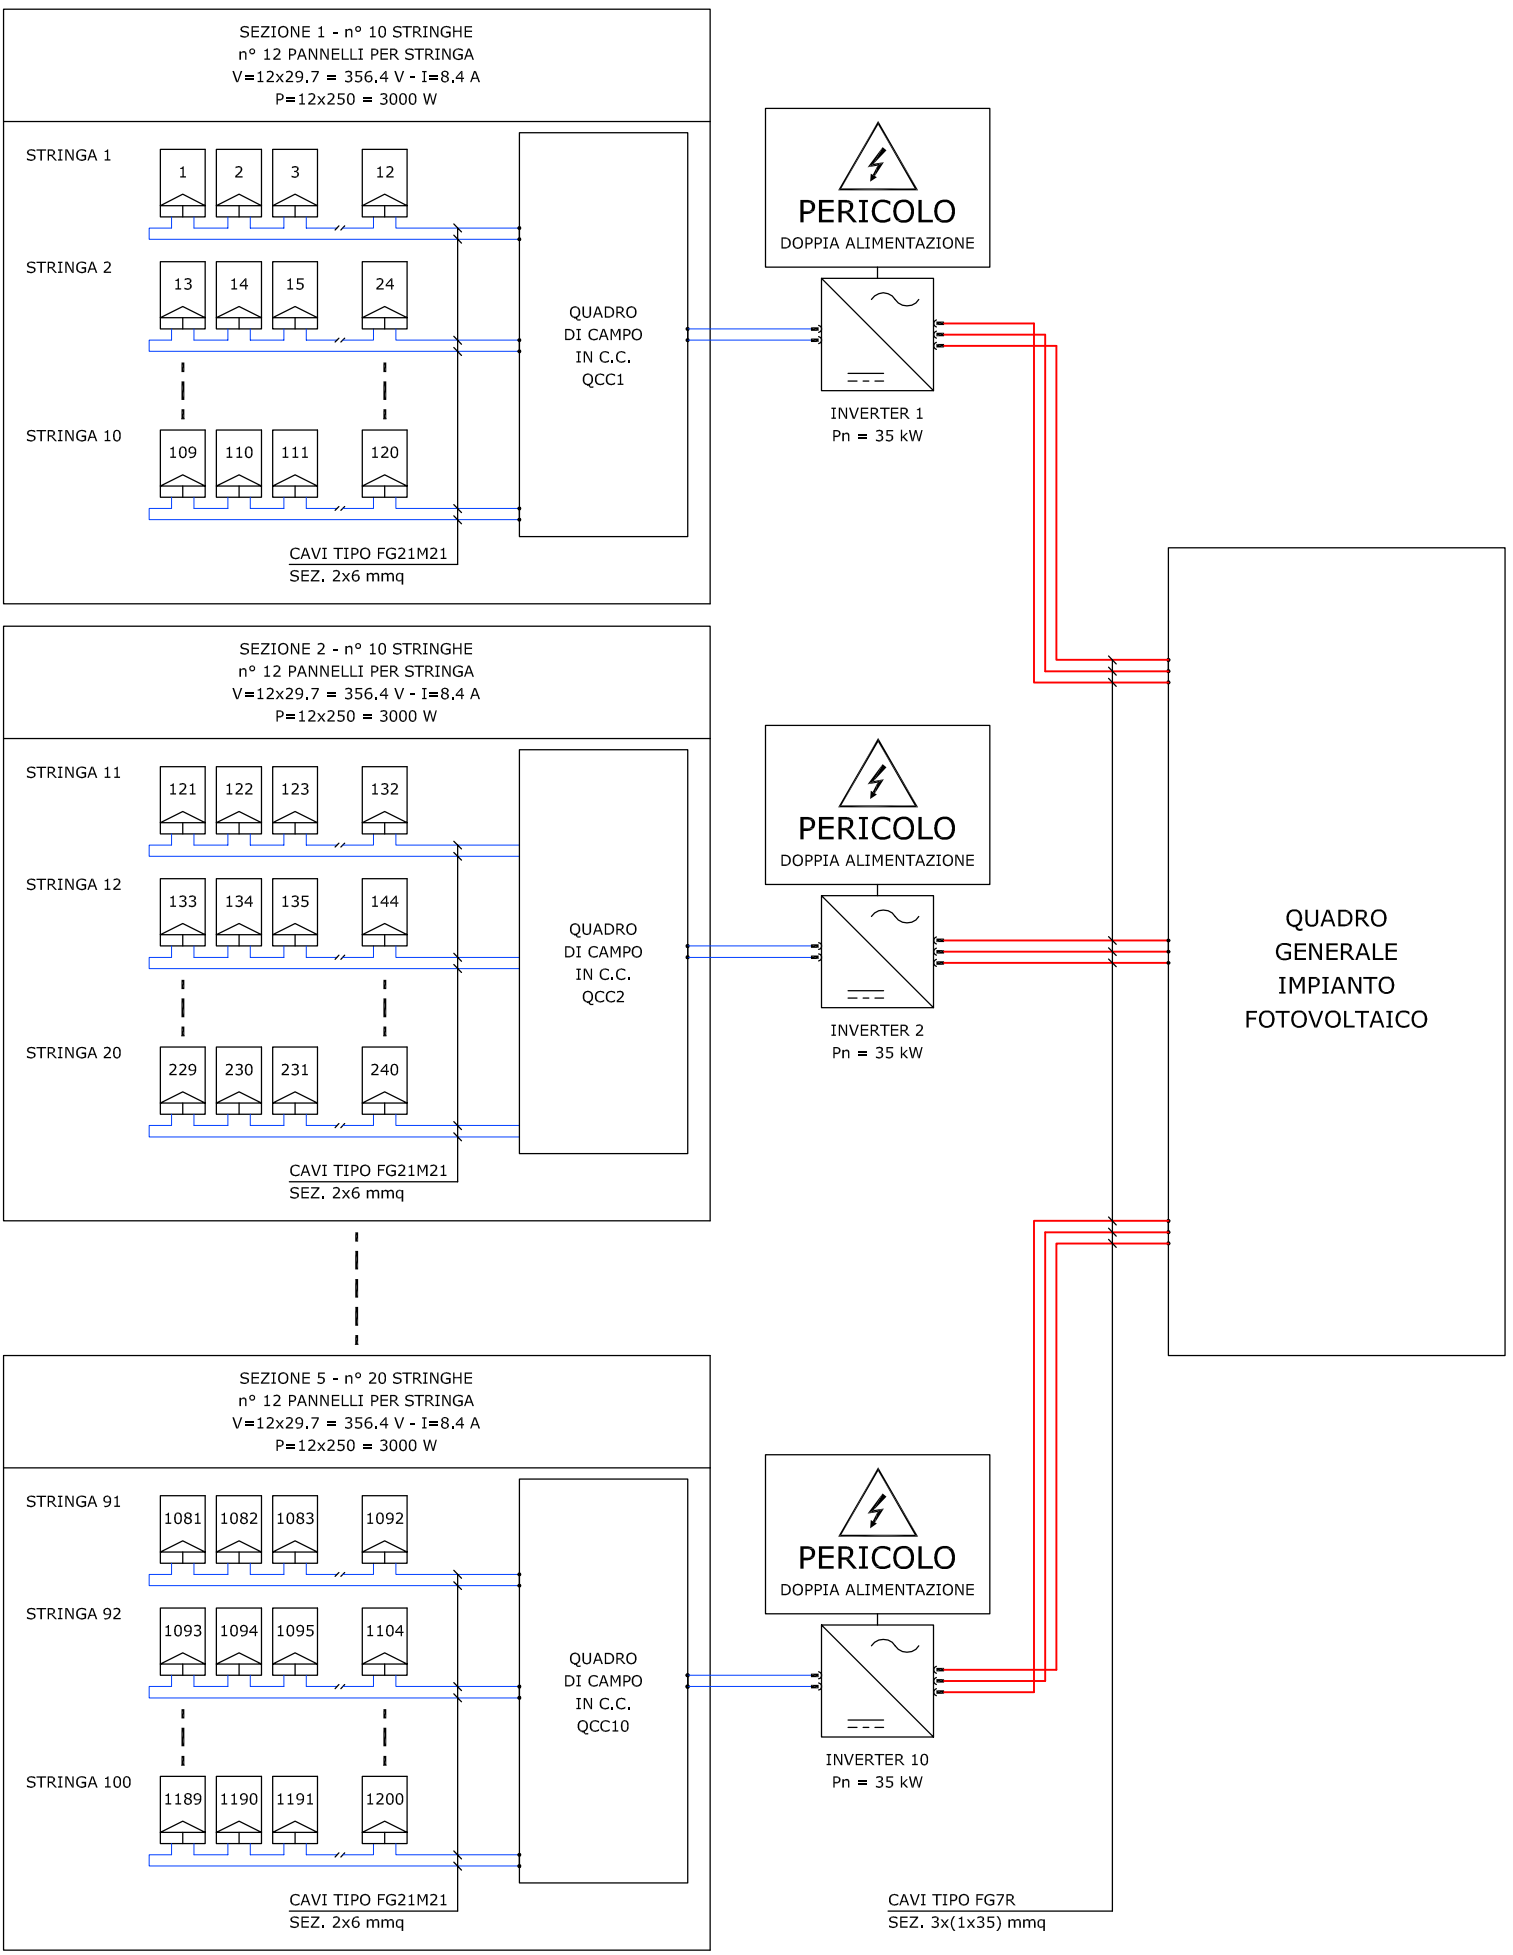 SEZIONE 1 - n° 10 STRINGHE
n° 12 PANNELLI PER STRINGA
V=12x29.7 = 356.4 V - I=8.4 A
P=12x250 = 3000 W
STRINGA 1
1 2 3 12
STRINGA 2
13 14 15 24
STRINGA 10
109 110 111 120
QUADRO
DI CAMPO
IN C.C.
QCC1
CAVI TIPO FG21M21
SEZ. 2x6 mmq
PERICOLO
DOPPIA ALIMENTAZIONE
INVERTER 1
Pn = 35 kW
SEZIONE 2 - n° 10 STRINGHE
n° 12 PANNELLI PER STRINGA
V=12x29.7 = 356.4 V - I=8.4 A
P=12x250 = 3000 W
STRINGA 11
121 122 123 132
STRINGA 12
133 134 135 144
STRINGA 20
229 230 231 240
QUADRO
DI CAMPO
IN C.C.
QCC2
CAVI TIPO FG21M21
SEZ. 2x6 mmq
PERICOLO
DOPPIA ALIMENTAZIONE
INVERTER 2
Pn = 35 kW
QUADRO
GENERALE
IMPIANTO
FOTOVOLTAICO
SEZIONE 5 - n° 20 STRINGHE
n° 12 PANNELLI PER STRINGA
V=12x29.7 = 356.4 V - I=8.4 A
P=12x250 = 3000 W
STRINGA 91
1081 1082 1083 1092
STRINGA 92
1093 1094 1095 1104
STRINGA 100
1189 1190 1191 1200
QUADRO
DI CAMPO
IN C.C.
QCC10
CAVI TIPO FG21M21
SEZ. 2x6 mmq
PERICOLO
DOPPIA ALIMENTAZIONE
INVERTER 10
Pn = 35 kW
CAVI TIPO FG7R
SEZ. 3x(1x35) mmq